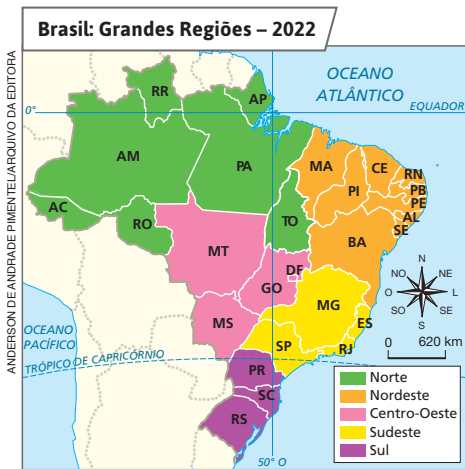 Brasil: Grandes Regiões – 2022
ANDERSON DE ANDRADE PIMENTEL/ARQUIVO DA EDITORA
OCEANO
ATLÂNTICO
EQUADOR
0°
RR
AP
AM
PA
MA
CE
RN
PB
PE
AL
SE
PI
AC
RO
TO
BA
MT
DF
GO
MG
ES
MS
SP
RJ
PR
SC
RS
OCEANO
PACÍFICO
TRÓPICO DE CAPRICÓRNIO
N
NO
NE
O
L
SO
SE
S
0 620 km
Norte
Nordeste
Centro-Oeste
Sudeste
Sul
50° O